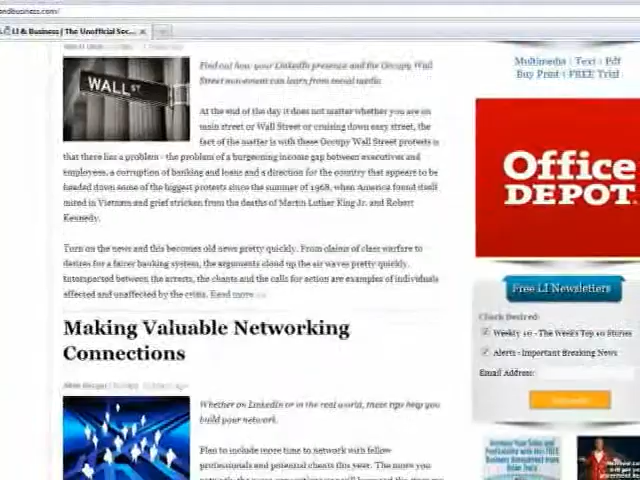 andbusiness.com/
LI & Business | The Unofficial Sec...
WALL ST
Find out how your LinkedIn presence and the Occupy Wall
Street movement can learn from social media.
At the end of the day it does not matter whether you are on
main street or Wall Street or cruising down easy street, the
fact of the matter is with these Occupy Wall Street protests is
that there lies a problem - the problem of a burgeoning income gap between executives and
employees, a corruption of banking and loans and a direction for the country that appears to be
headed down some of the biggest protests since the summer of 1968, when America found itself
mired in Vietnam and grief stricken from the deaths of Martin Luther King Jr. and Robert
Kennedy.
Turn on the news and this becomes old news pretty quickly. From claims of class warfare to
desires for a fairer banking system, the arguments cloud up the air waves pretty quickly.
Interspersed between the arrests, the chants and the calls for action are examples of individuals
affected and unaffected by the crisis. Read more
Making Valuable Networking
Connections
Whether on LinkedIn or in the real world, these tips help you
build your network.
Plan to include more time to network with fellow
professionals and potential clients this year. The more you
Multimedia | Text | Pdf
Buy Print | FREE Trial
Office
DEPOT.
Free LI Newsletters
Check Desired:
Weekly 10 - The Week's Top 10 Stories
Alerts - Important Breaking News
Email Address: